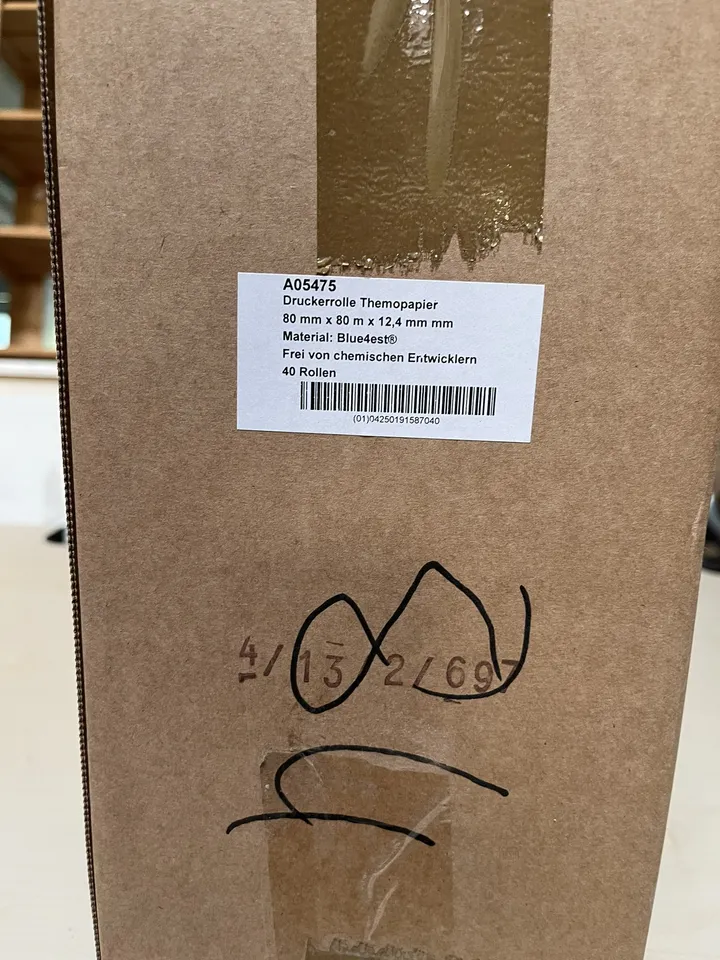 A05475
Druckerrolle Themopapier
80 mm x 80 m x 12,4 mm mm
Material: Blue4est®
Frei von chemischen Entwicklern
40 Rollen
(01)04250191587040
4/13 2/697